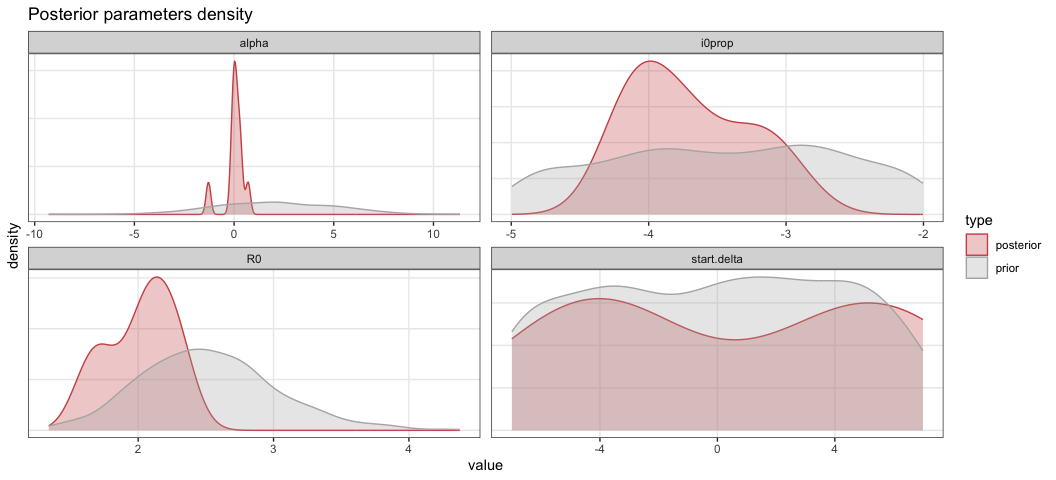 Posterior parameters density
alpha
i0prop
-10 -5 0 5 10
-5 -4 -3 -2
R0
start.delta
2 3 4
-4 0 4
density
value
type
posterior
prior